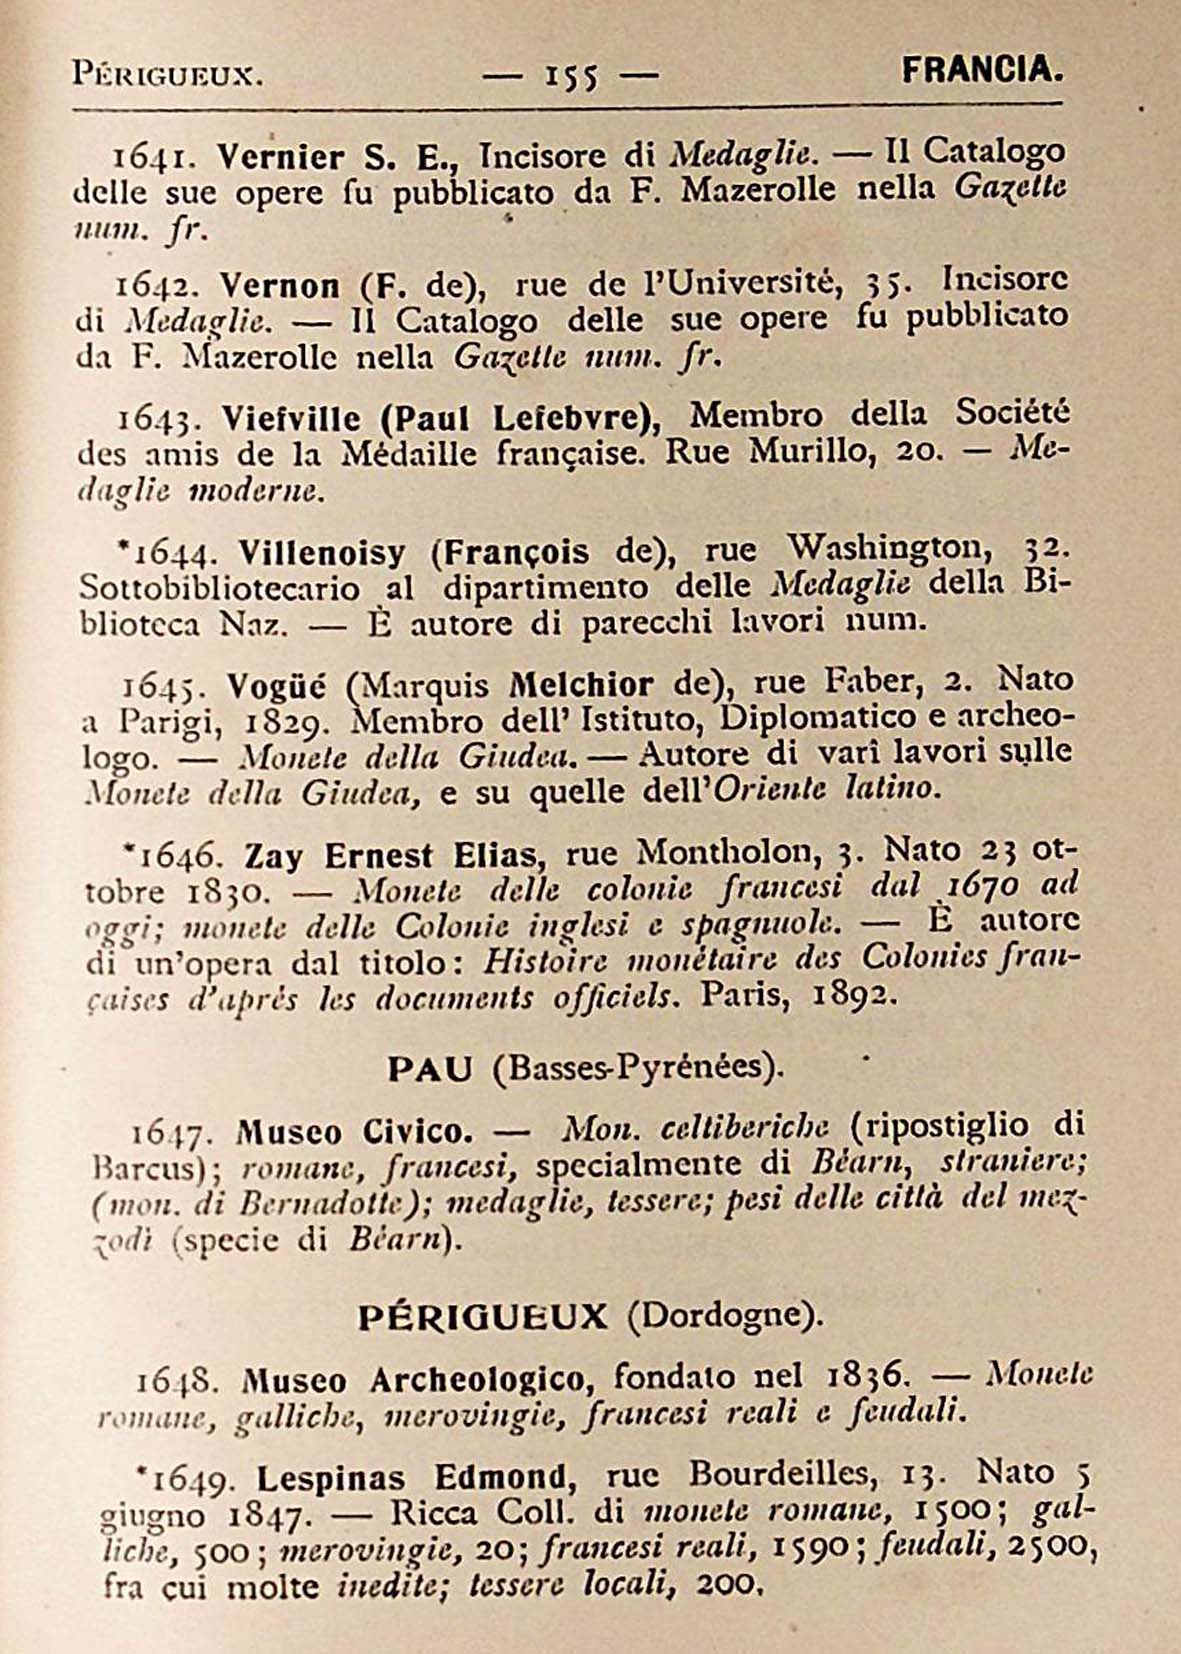 PÉRIGUEUX. — 155 — FRANCIA.
1641. Vernier S. E., Incisore di Medaglie. — Il Catalogo
delle sue opere fu pubblicato da F. Mazerolle nella Gazette
num. fr.
1642. Vernon (F. de), rue de l'Université, 35. Incisore
di Medaglie. — Il Catalogo delle sue opere fu pubblicato
da F. Mazerolle nella Gazette num. fr.
1643. Viefville (Paul Lefebvre), Membro della Société
des amis de la Médaille française. Rue Murillo, 20. — Me-
daglie moderne.
*1644. Villenoisy (François de), rue Washington, 32.
Sottobibliotecario al dipartimento delle Medaglie della Bi-
blioteca Naz. — È autore di parecchi lavori num.
1645. Vogüé (Marquis Melchior de), rue Faber, 2. Nato
a Parigi, 1829. Membro dell' Istituto, Diplomatico e archeo-
logo. — Monete della Giudea. — Autore di varî lavori sulle
Monete della Giudea, e su quelle dell'Oriente latino.
*1646. Zay Ernest Elias, rue Montholon, 3. Nato 23 ot-
tobre 1830. — Monete delle colonie francesi dal 1670 ad
oggi; monete delle Colonie inglesi e spagnuole. — È autore
di un'opera dal titolo: Histoire monétaire des Colonies fran-
çaises d'aprés les documents officiels. Paris, 1892.
PAU (Basses-Pyrénées).
1647. Museo Civico. — Mon. celtiberiche (ripostiglio di
Barcus); romane, francesi, specialmente di Béarn, straniere;
(mon. di Bernadotte); medaglie, tessere; pesi delle città del mez-
zodì (specie di Béarn).
PÉRIGUEUX (Dordogne).
1648. Museo Archeologico, fondato nel 1836. — Monete
romane, galliche, merovingie, francesi reali e feudali.
*1649. Lespinas Edmond, rue Bourdeilles, 13. Nato 5
giugno 1847. — Ricca Coll. di monete romane, 1500; gal-
liche, 500; merovingie, 20; francesi reali, 1590; feudali, 2500,
fra cui molte inedite; tessere locali, 200.